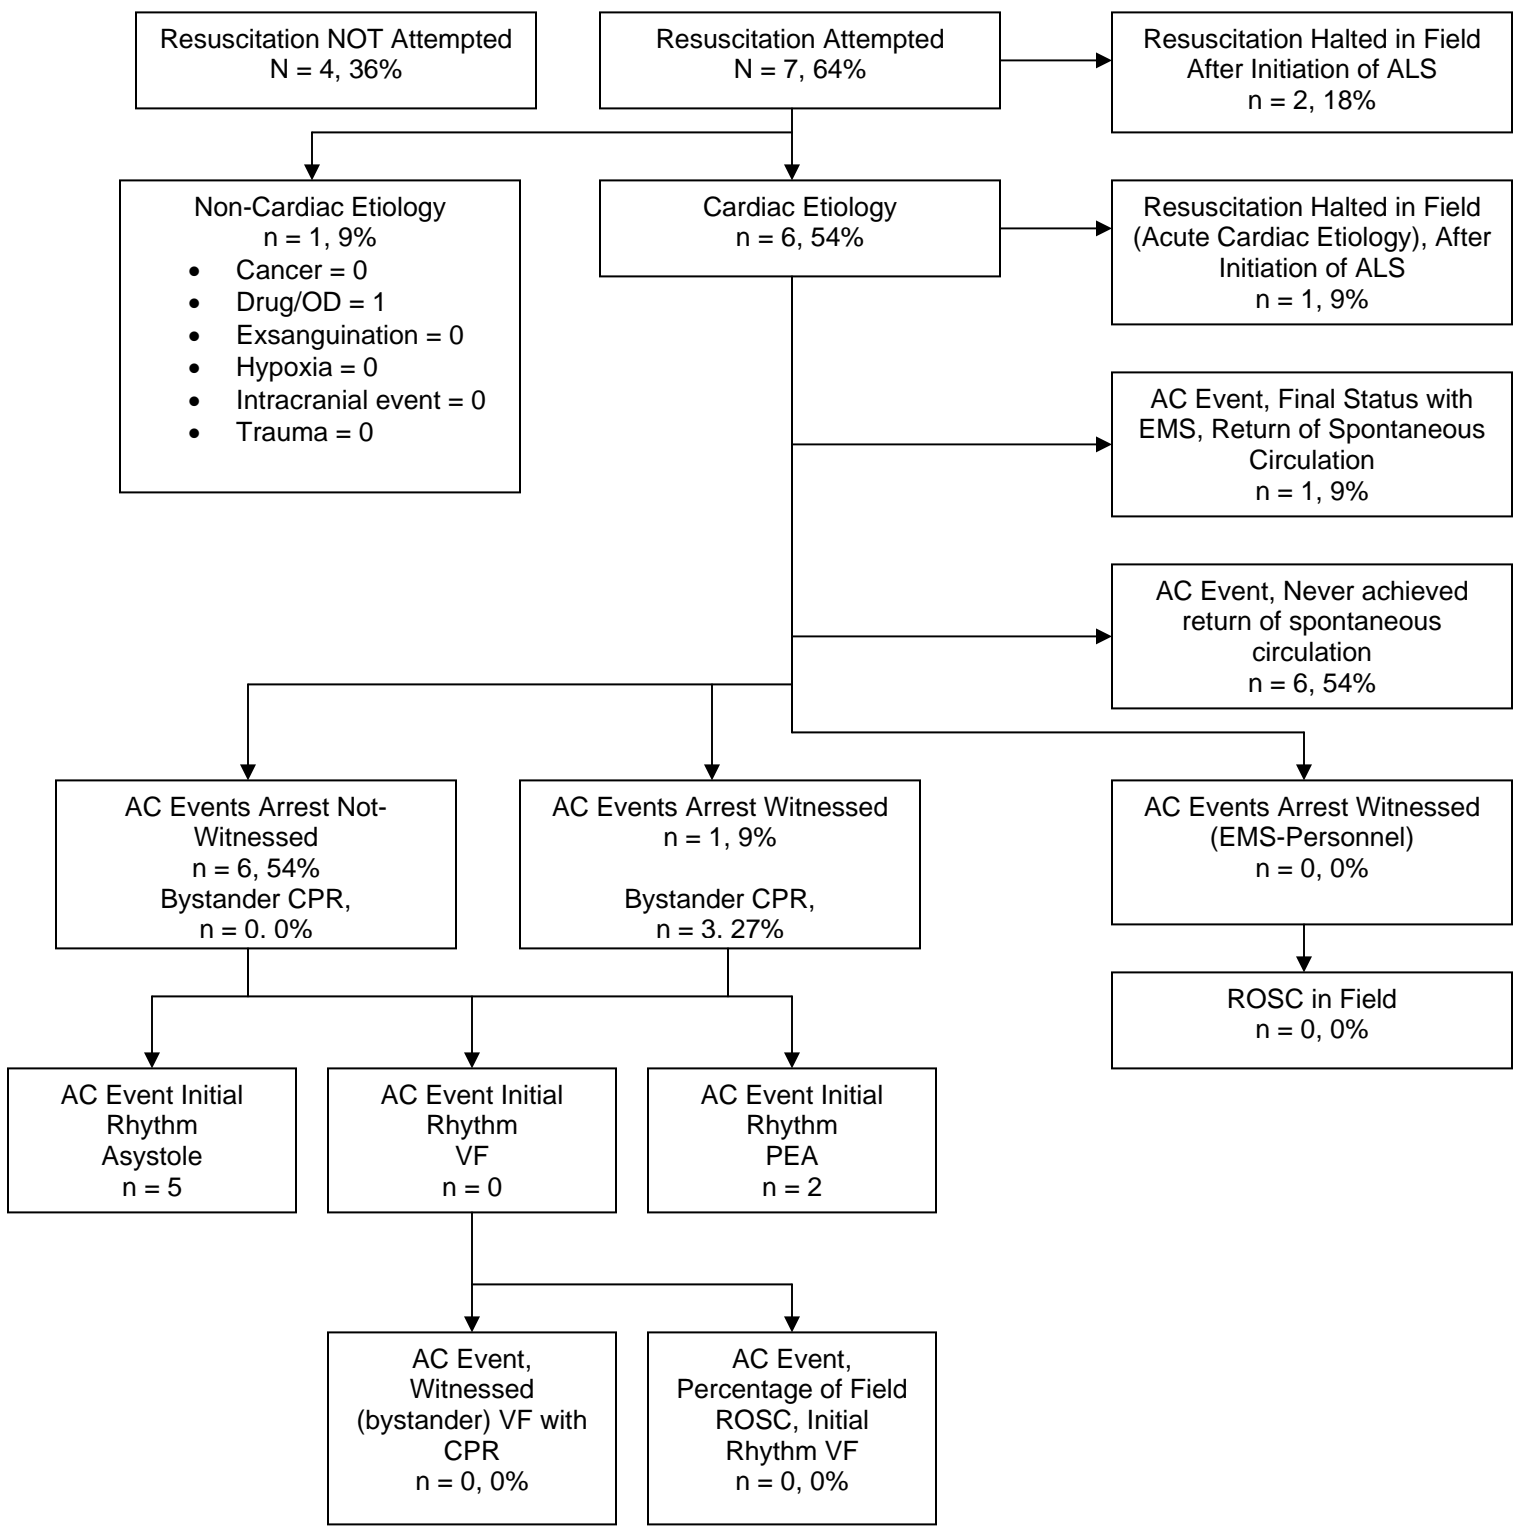 Resuscitation NOT Attempted
N = 4, 36%
Resuscitation Attempted
N = 7, 64%
Resuscitation Halted in Field
After Initiation of ALS
n = 2, 18%
Non-Cardiac Etiology
n = 1, 9%
• Cancer = 0
• Drug/OD = 1
• Exsanguination = 0
• Hypoxia = 0
• Intracranial event = 0
• Trauma = 0
Cardiac Etiology
n = 6, 54%
Resuscitation Halted in Field
(Acute Cardiac Etiology), After
Initiation of ALS
n = 1, 9%
AC Event, Final Status with
EMS, Return of Spontaneous
Circulation
n = 1, 9%
AC Event, Never achieved
return of spontaneous
circulation
n = 6, 54%
AC Events Arrest Not-
Witnessed
n = 6, 54%
Bystander CPR,
n = 0. 0%
AC Events Arrest Witnessed
n = 1, 9%
Bystander CPR,
n = 3. 27%
AC Events Arrest Witnessed
(EMS-Personnel)
n = 0, 0%
ROSC in Field
n = 0, 0%
AC Event Initial
Rhythm
Asystole
n = 5
AC Event Initial
Rhythm
VF
n = 0
AC Event Initial
Rhythm
PEA
n = 2
AC Event,
Witnessed
(bystander) VF with
CPR
n = 0, 0%
AC Event,
Percentage of Field
ROSC, Initial
Rhythm VF
n = 0, 0%